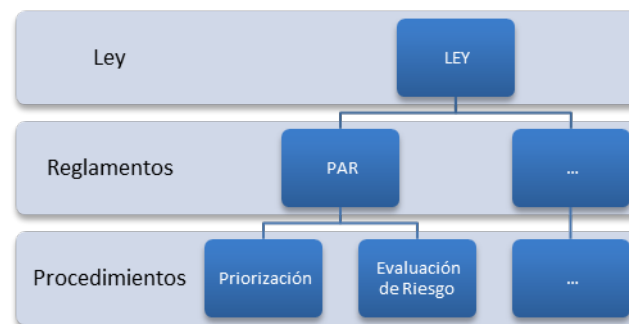 Ley
LEY
Reglamentos
PAR
...
Procedimientos
Priorización
Evaluación
de Riesgo
...